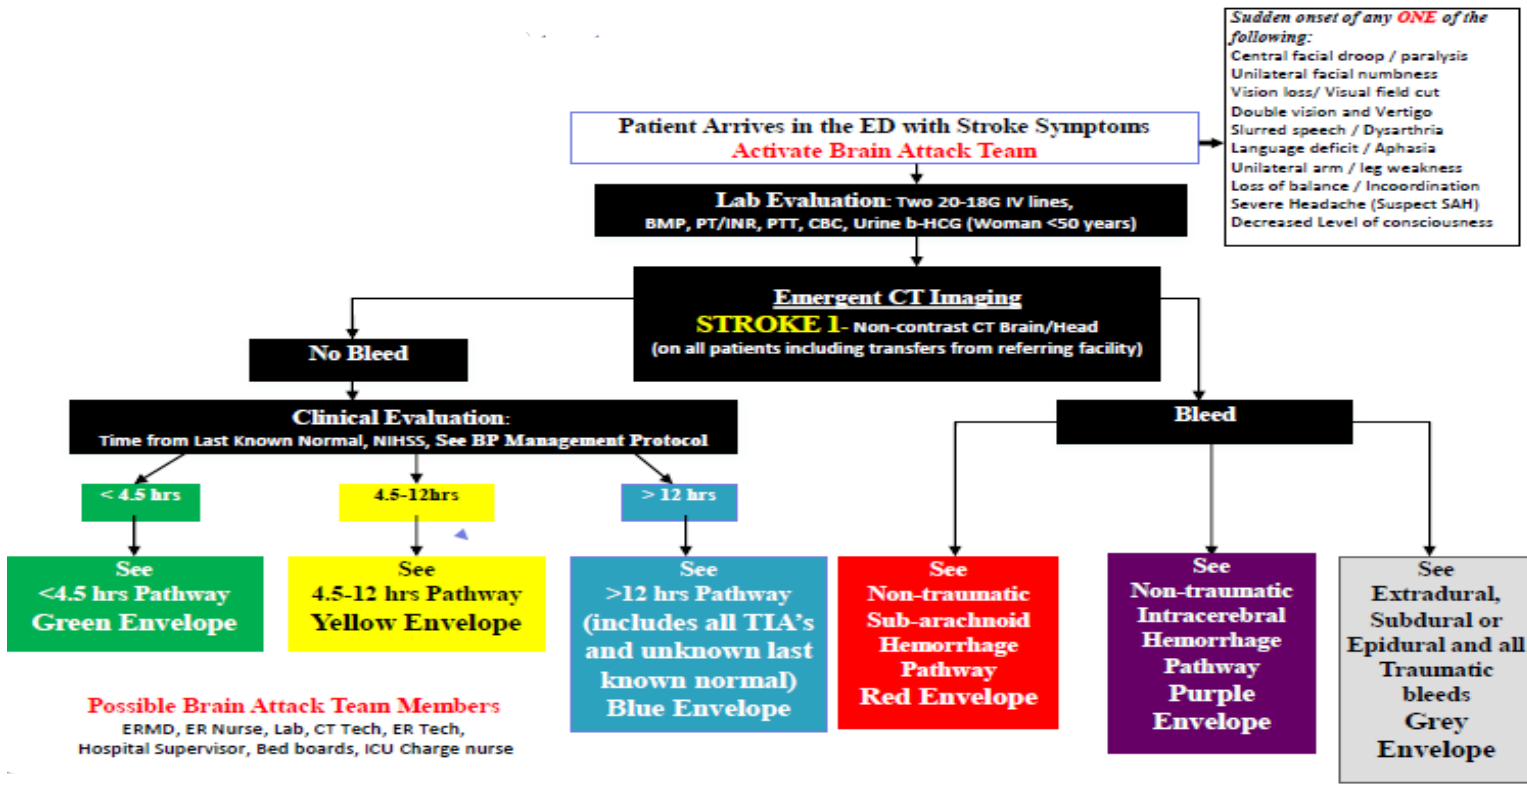 Sudden onset of any ONE of the
following:
Central facial droop / paralysis
Unilateral facial numbness
Vision loss/ Visual field cut
Double vision and Vertigo
Slurred speech / Dysarthria
Language deficit / Aphasia
Unilateral arm / leg weakness
Loss of balance / Incoordination
Severe Headache (Suspect SAH)
Decreased Level of consciousness
Patient Arrives in the ED with Stroke Symptoms
Activate Brain Attack Team
Lab Evaluation: Two 20-18G IV lines,
BMP, PT/INR, PTT, CBC, Urine b-HCG (Woman <50 years)
Emergent CT Imaging
STROKE 1- Non-contrast CT Brain/Head
(on all patients including transfers from referring facility)
No Bleed
Clinical Evaluation:
Time from Last Known Normal, NIHSS, See BP Management Protocol
< 4.5 hrs
4.5-12hrs
> 12 hrs
See
<4.5 hrs Pathway
Green Envelope
See
4.5-12 hrs Pathway
Yellow Envelope
See
>12 hrs Pathway
(includes all TIA's
and unknown last
known normal)
Blue Envelope
Bleed
See
Non-traumatic
Sub-arachnoid
Hemorrhage
Pathway
Red Envelope
See
Non-traumatic
Intracerebral
Hemorrhage
Pathway
Purple
Envelope
See
Extradural,
Subdural or
Epidural and all
Traumatic
bleeds
Grey
Envelope
Possible Brain Attack Team Members
ERMD, ER Nurse, Lab, CT Tech, ER Tech,
Hospital Supervisor, Bed boards, ICU Charge nurse